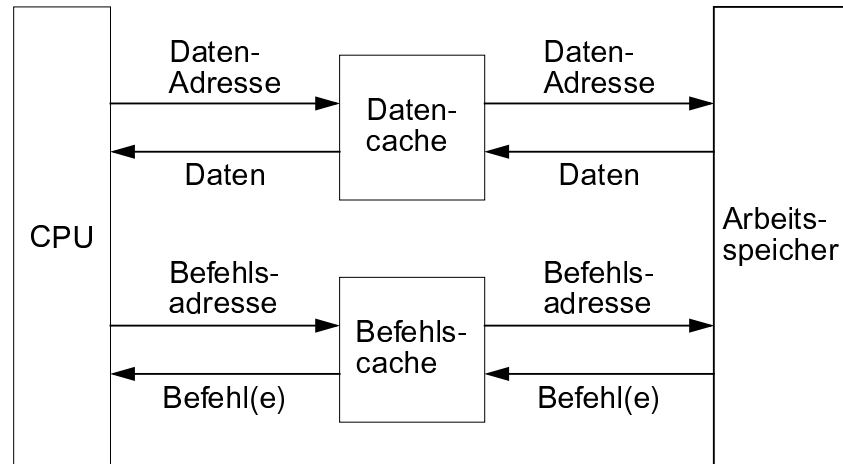 Daten-
Adresse
Daten-
Adresse
Daten-
cache
Daten
Daten
CPU
Arbeits-
speicher
Befehls-
adresse
Befehls-
adresse
Befehls-
cache
Befehl(e)
Befehl(e)